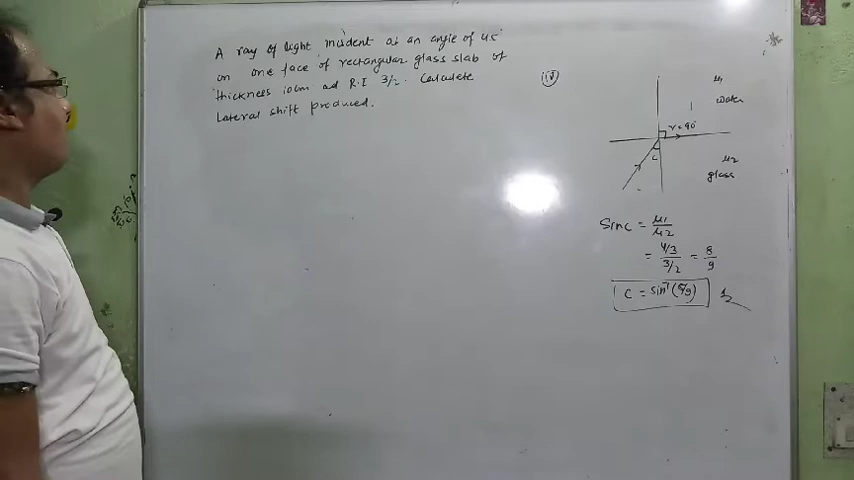 A ray of light incident at an angle of 45°
on one face of rectangular glass slab of
thickness 10cm ad R.I 3/2. Calculate
Lateral shift produced.
iii)
μ1
water
r=90°
C
μ2
glass
Sinc = μ1/μ2
= 4/3 / 3/2 = 8/9
C = sin⁻¹(8/9)